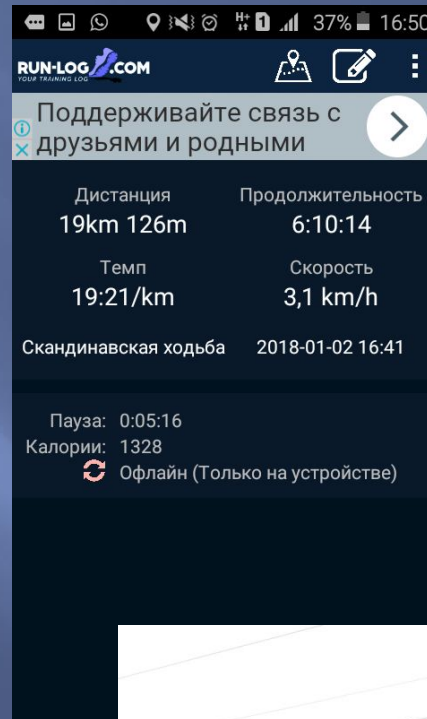 1 37% 16:50
RUN-LOG.COM
YOUR TRAINING LOG
Поддерживайте связь с
друзьями и родными
Дистанция Продолжительность
19km 126m 6:10:14
Темп Скорость
19:21/km 3,1 km/h
Скандинавская ходьба 2018-01-02 16:41
Пауза: 0:05:16
Калории: 1328
Офлайн (Только на устройстве)